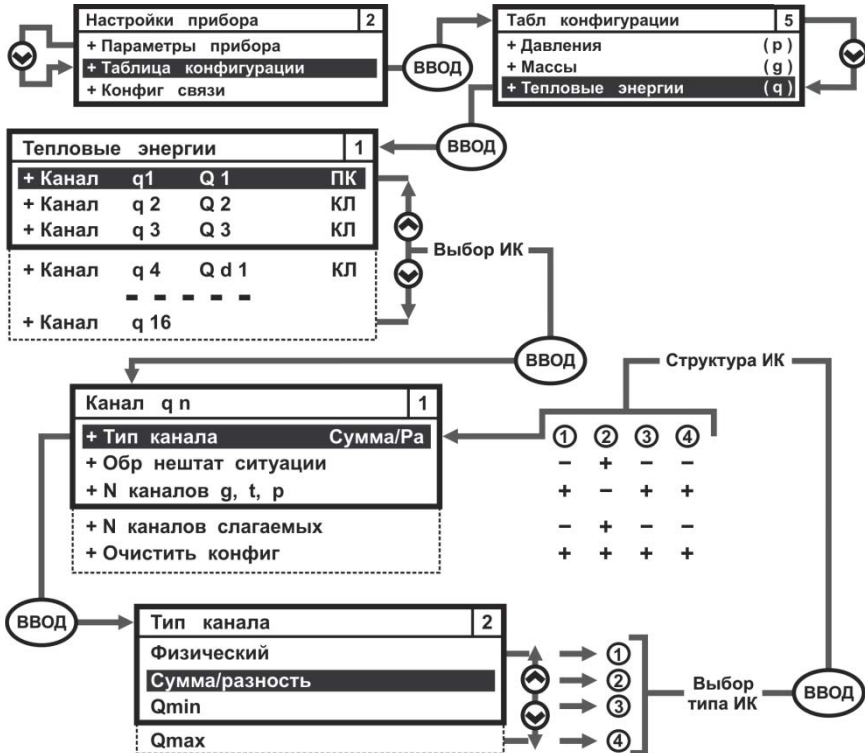 Настройки прибора 2
+ Параметры прибора
+ Таблица конфигурации
+ Конфиг связи
ВВОД
Табл конфигурации 5
+ Давления (p)
+ Массы (g)
+ Тепловые энергии (q)
ВВОД
Тепловые энергии 1
+ Канал q1 Q 1 ПК
+ Канал q 2 Q 2 КЛ
+ Канал q 3 Q 3 КЛ
+ Канал q 4 Q d 1 КЛ
- - - - -
+ Канал q 16
Выбор ИК
ВВОД
Канал q n 1
+ Тип канала Сумма/Ра
+ Обр нештат ситуации
+ N каналов g, t, p
+ N каналов слагаемых
+ Очистить конфиг
Структура ИК
1 2 3 4
– + – –
+ – + +
– + – –
+ + + +
ВВОД
Тип канала 2
Физический
Сумма/разность
Qmin
Qmax
1
2
3
4
Выбор
типа ИК
ВВОД